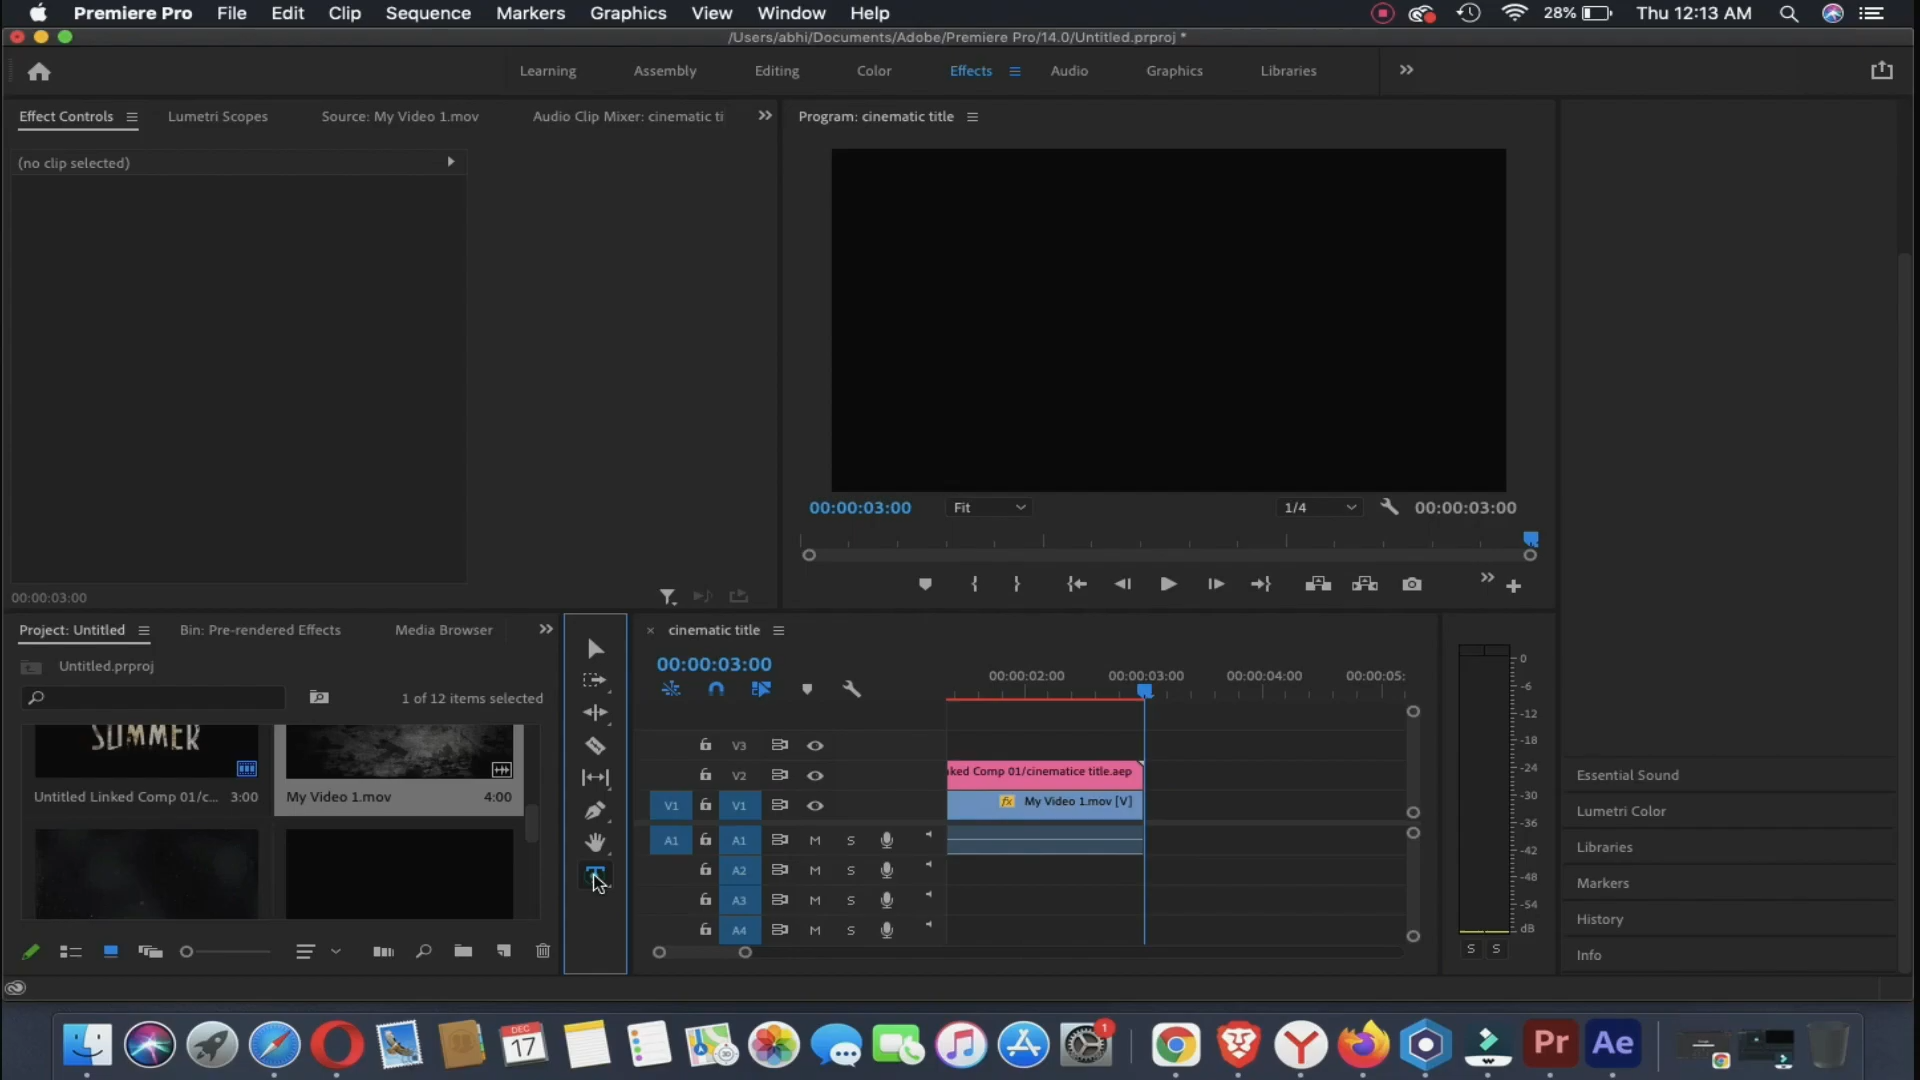 Premiere Pro File Edit Clip Sequence Markers Graphics View Window Help 28% Thu 12:13 AM
/Users/abhi/Documents/Adobe/Premiere Pro/14.0/Untitled.prproj *
Learning Assembly Editing Color Effects Audio Graphics Libraries
Effect Controls Lumetri Scopes Source: My Video 1.mov Audio Clip Mixer: cinematic ti
Program: cinematic title
(no clip selected)
00:00:03:00 Fit 1/4 00:00:03:00
00:00:03:00
Project: Untitled Bin: Pre-rendered Effects Media Browser
Untitled.prproj
1 of 12 items selected
SUMMER
Untitled Linked Comp 01/c... 3:00
My Video 1.mov 4:00
cinematic title
00:00:03:00
00:00:02:00 00:00:03:00 00:00:04:00 00:00:05:
V3
V2
ked Comp 01/cinematice title.aep
V1 V1
fx My Video 1.mov [V]
A1 A1 M S
A2 M S
A3 M S
A4 M S
0
-6
-12
-18
-24
-30
-36
-42
-48
-54
dB
S S
Essential Sound
Lumetri Color
Libraries
Markers
History
Info
DEC
17
1
Pr
Ae